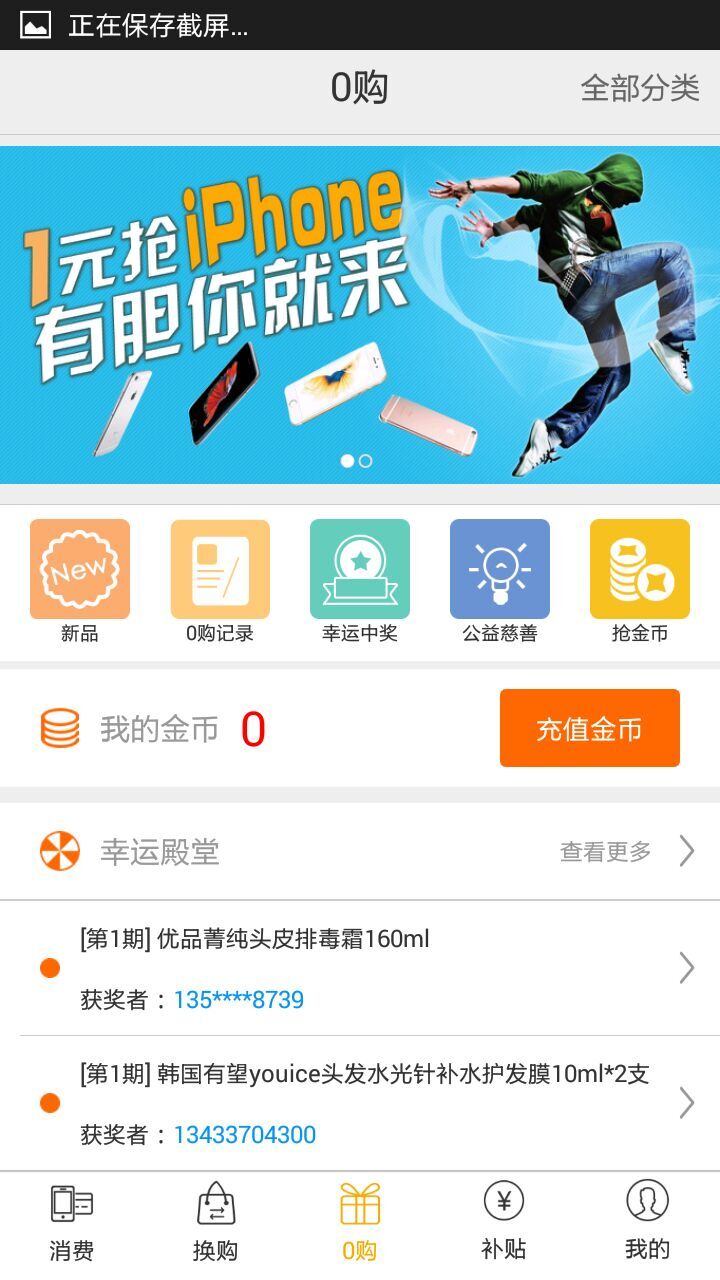 正在保存截屏...
0购
全部分类
1元抢iPhone
有胆你就来
New
新品
0购记录
幸运中奖
公益慈善
抢金币
我的金币 0
充值金币
幸运殿堂
查看更多
[第1期] 优品菁纯头皮排毒霜160ml
获奖者：135****8739
[第1期] 韩国有望youice头发水光针补水护发膜10ml*2支
获奖者：13433704300
消费
换购
0购
¥
补贴
我的